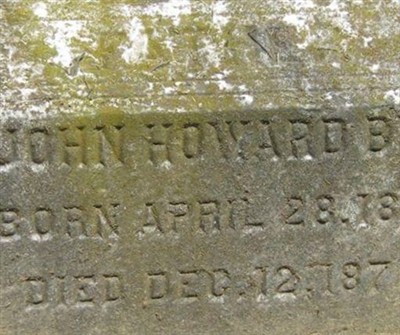 JOHN HOWARD B
BORN APRIL 28. 18
DIED DEC. 12. 187